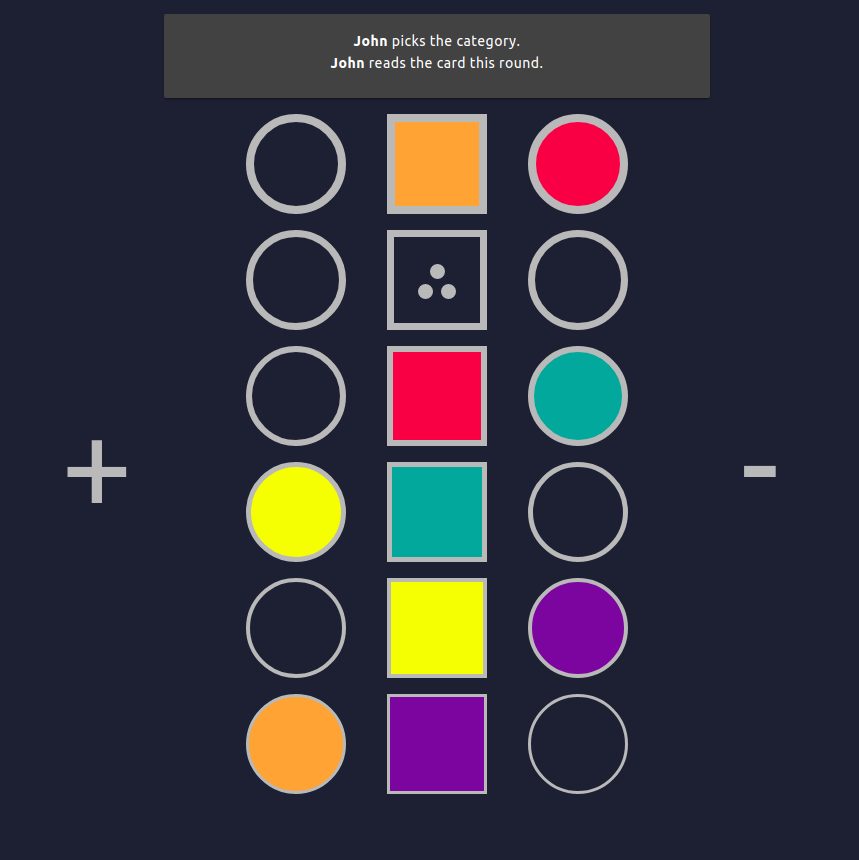 John picks the category.
John reads the card this round.
+
-